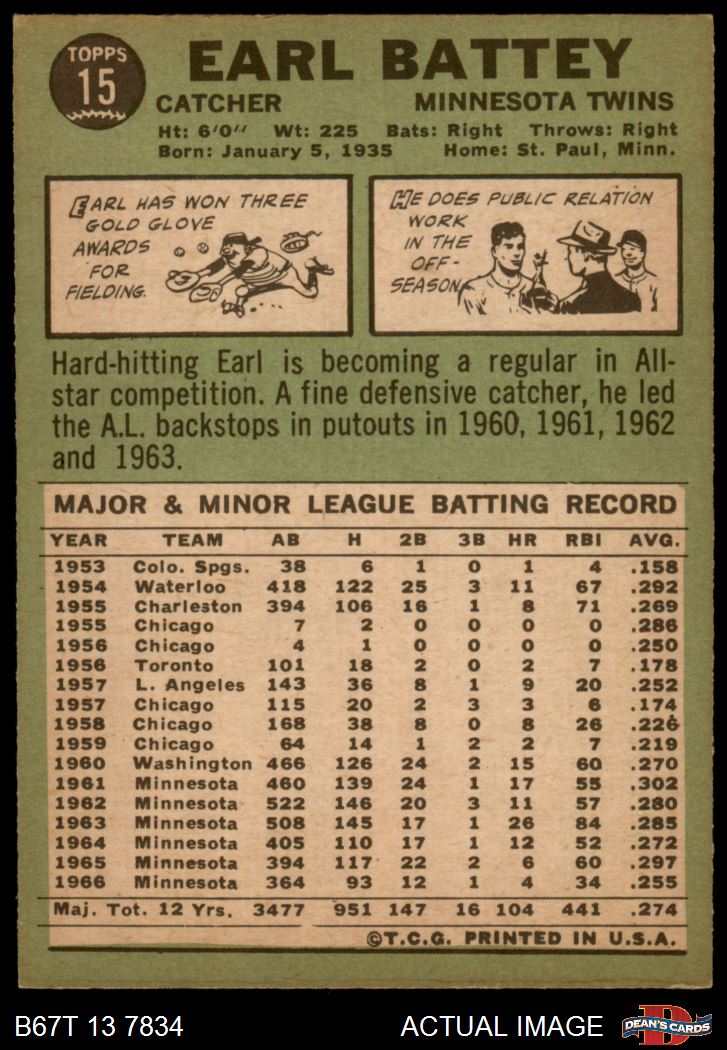 TOPPS
15
EARL BATTEY
CATCHER MINNESOTA TWINS
Ht: 6'0'' Wt: 225 Bats: Right Throws: Right
Born: January 5, 1935 Home: St. Paul, Minn.
EARL HAS WON THREE
GOLD GLOVE
AWARDS
FOR
FIELDING.
HE DOES PUBLIC RELATION
WORK
IN THE
OFF-
SEASON.
Hard-hitting Earl is becoming a regular in All-
star competition. A fine defensive catcher, he led
the A.L. backstops in putouts in 1960, 1961, 1962
and 1963.
MAJOR & MINOR LEAGUE BATTING RECORD
YEAR TEAM AB H 2B 3B HR RBI AVG.
1953 Colo. Spgs. 38 6 1 0 1 4 .158
1954 Waterloo 418 122 25 3 11 67 .292
1955 Charleston 394 106 16 1 8 71 .269
1955 Chicago 7 2 0 0 0 0 .286
1956 Chicago 4 1 0 0 0 0 .250
1956 Toronto 101 18 2 0 2 7 .178
1957 L. Angeles 143 36 8 1 9 20 .252
1957 Chicago 115 20 2 3 3 6 .174
1958 Chicago 168 38 8 0 8 26 .226
1959 Chicago 64 14 1 2 2 7 .219
1960 Washington 466 126 24 2 15 60 .270
1961 Minnesota 460 139 24 1 17 55 .302
1962 Minnesota 522 146 20 3 11 57 .280
1963 Minnesota 508 145 17 1 26 84 .285
1964 Minnesota 405 110 17 1 12 52 .272
1965 Minnesota 394 117 22 2 6 60 .297
1966 Minnesota 364 93 12 1 4 34 .255
Maj. Tot. 12 Yrs. 3477 951 147 16 104 441 .274
©T.C.G. PRINTED IN U.S.A.
B67T 13 7834 ACTUAL IMAGE
D
DEAN'S CARDS